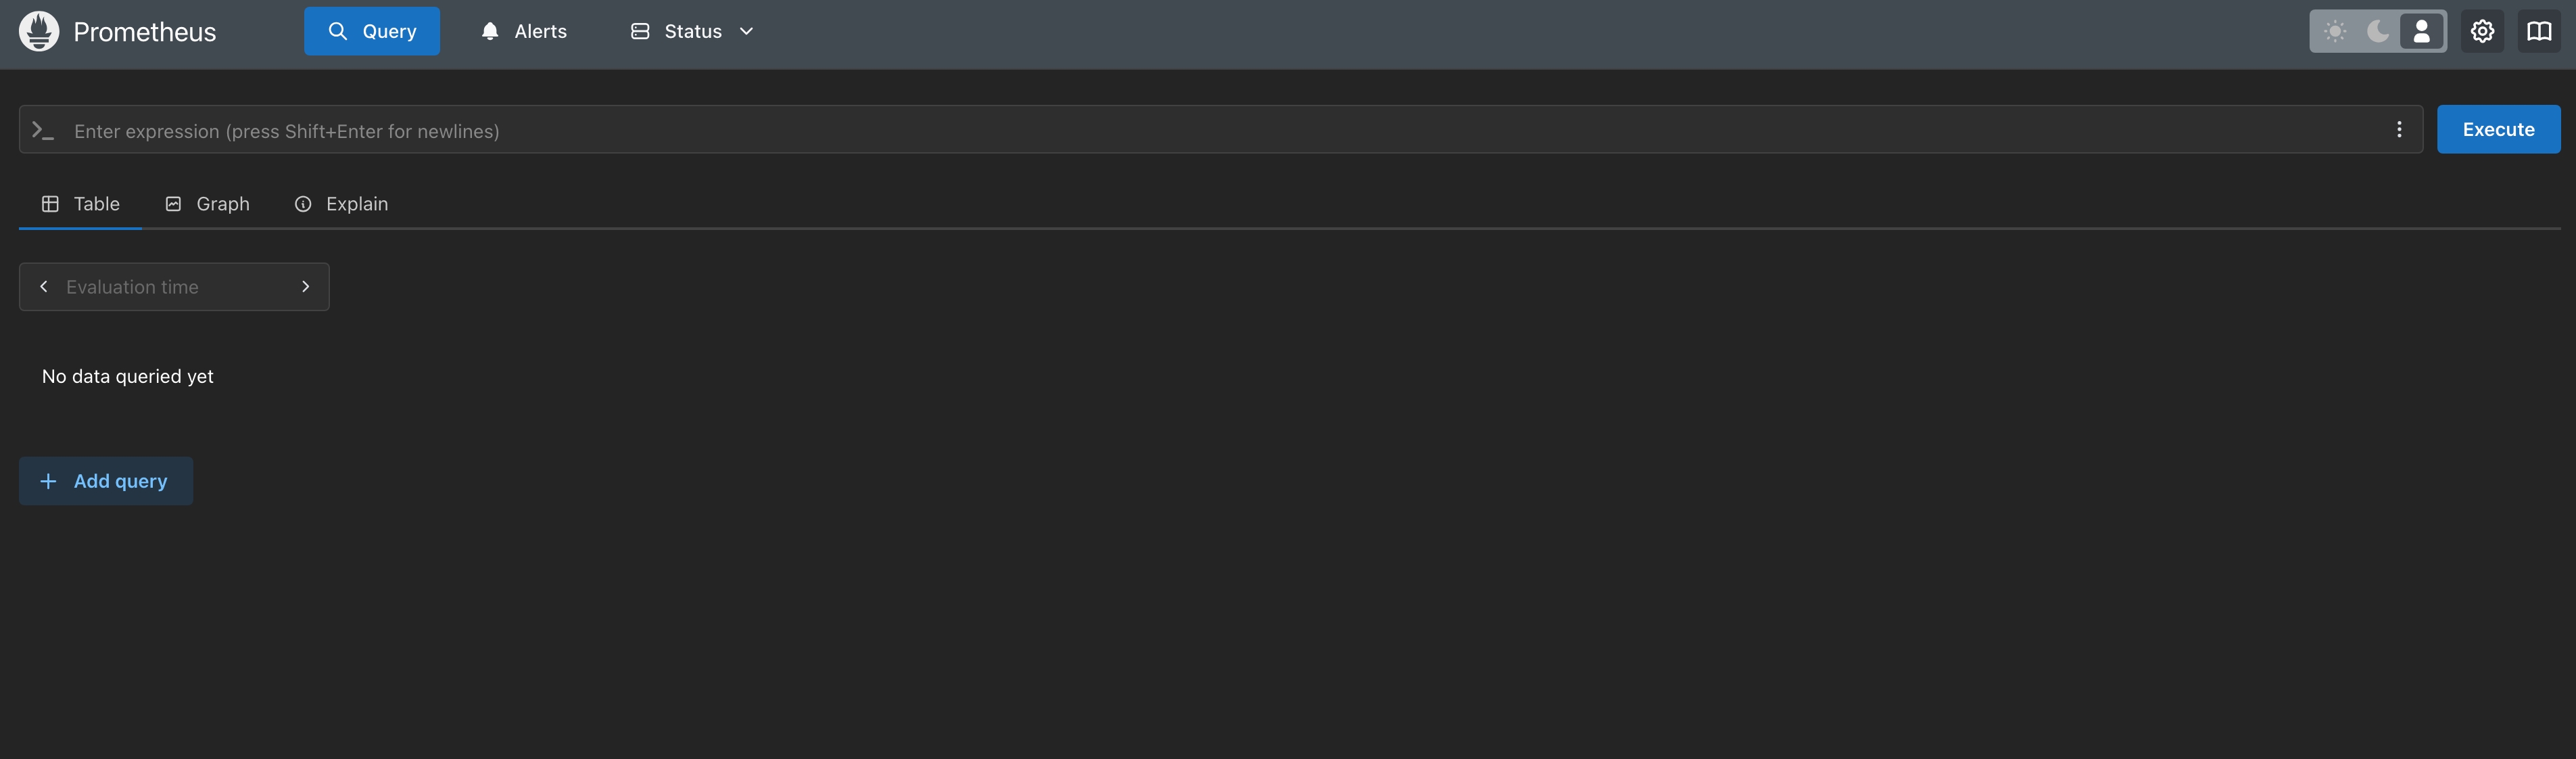 Prometheus Query Alerts Status
Enter expression (press Shift+Enter for newlines) Execute
Table Graph Explain
Evaluation time
No data queried yet
Add query